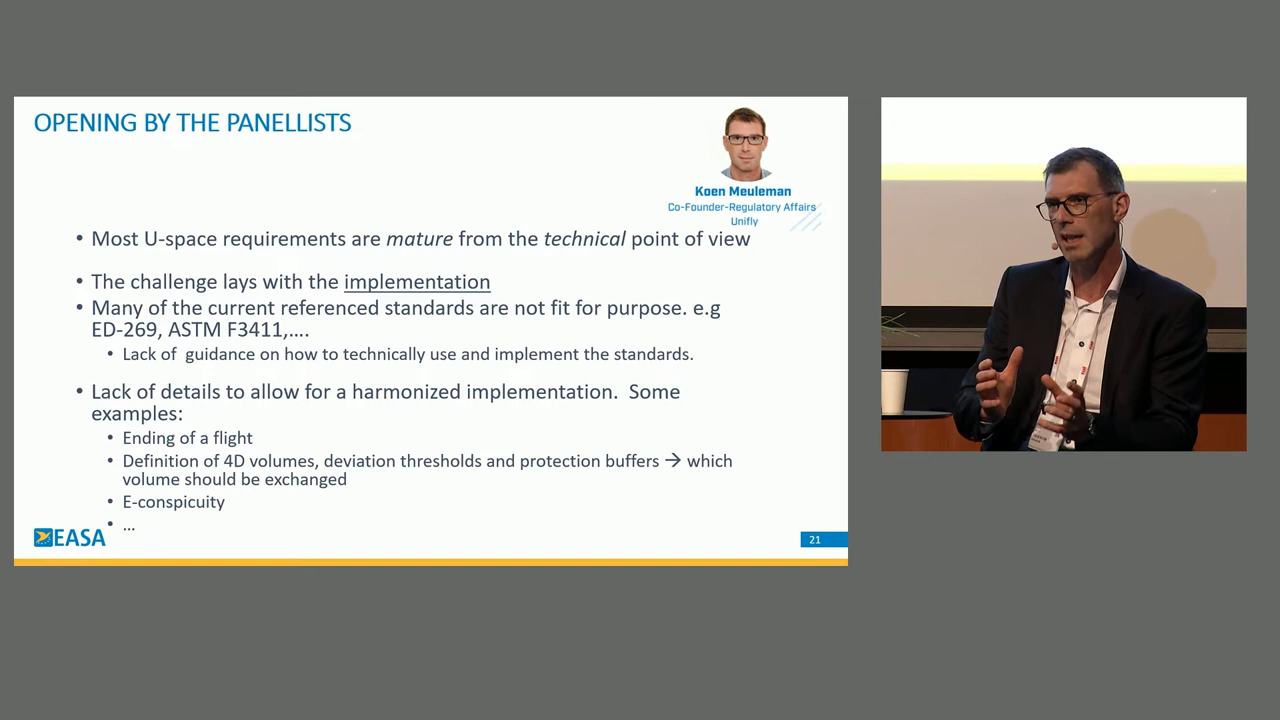 OPENING BY THE PANELLISTS
Koen Meuleman
Co-Founder-Regulatory Affairs
Unifly
• Most U-space requirements are mature from the technical point of view
• The challenge lays with the implementation
• Many of the current referenced standards are not fit for purpose. e.g
ED-269, ASTM F3411,....
• Lack of guidance on how to technically use and implement the standards.
• Lack of details to allow for a harmonized implementation. Some
examples:
• Ending of a flight
• Definition of 4D volumes, deviation thresholds and protection buffers → which
volume should be exchanged
• E-conspicuity
• ...
EASA
21